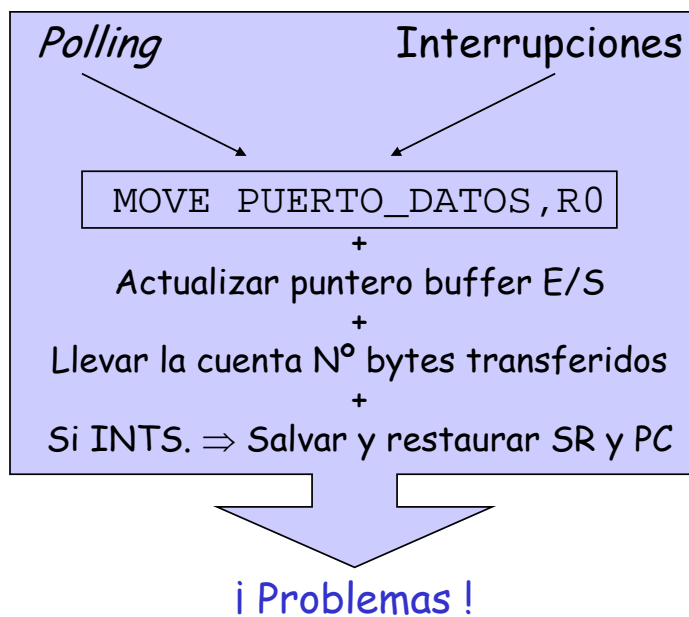 Polling Interrupciones
MOVE PUERTO_DATOS,R0
+
Actualizar puntero buffer E/S
+
Llevar la cuenta Nº bytes transferidos
+
Si INTS. ⇒ Salvar y restaurar SR y PC
¡ Problemas !